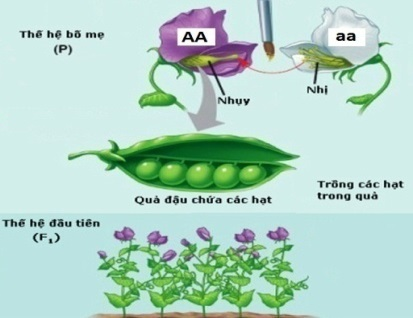 Thế hệ bố mẹ
(P)
AA
aa
Nhụy
Nhị
Quả đậu chứa các hạt
Trồng các hạt
trong quả
Thế hệ đầu tiên
(F₁)